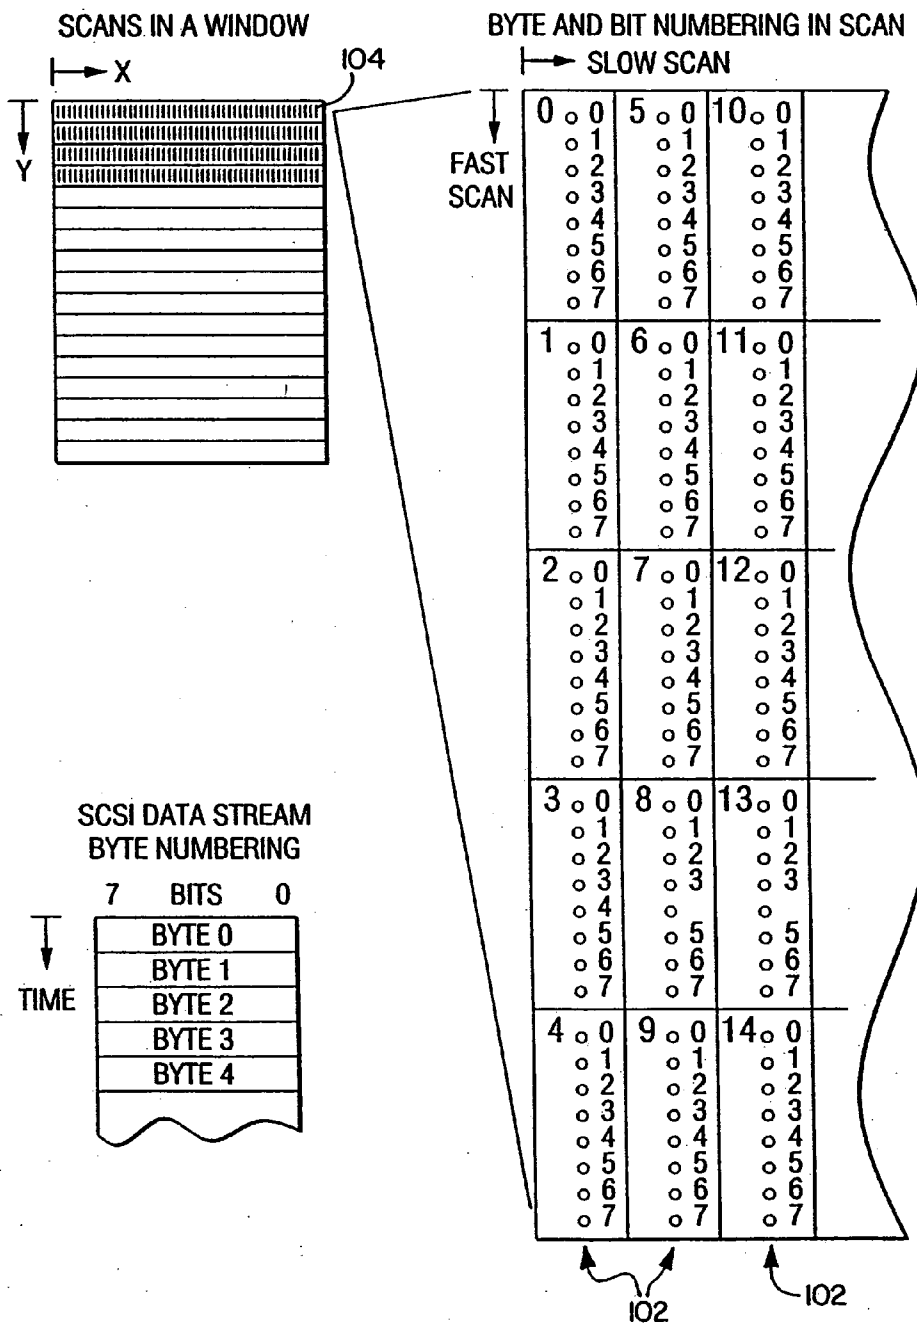 SCANS IN A WINDOW
X
104
Y
SCSI DATA STREAM
BYTE NUMBERING
7 BITS 0
TIME
BYTE 0
BYTE 1
BYTE 2
BYTE 3
BYTE 4
BYTE AND BIT NUMBERING IN SCAN
SLOW SCAN
FAST
SCAN
0 0 5 0 10 0
1 1 1
2 2 2
3 3 3
4 4 4
5 5 5
6 6 6
7 7 7
1 0 6 0 11 0
1 1 1
2 2 2
3 3 3
4 4 4
5 5 5
6 6 6
7 7 7
2 0 7 0 12 0
1 1 1
2 2 2
3 3 3
4 4 4
5 5 5
6 6 6
7 7 7
3 0 8 0 13 0
1 1 1
2 2 2
3 3 3
4
5 5 5
6 6 6
7 7 7
4 0 9 0 14 0
1 1 1
2 2 2
3 3 3
4 4 4
5 5 5
6 6 6
7 7 7
102
102